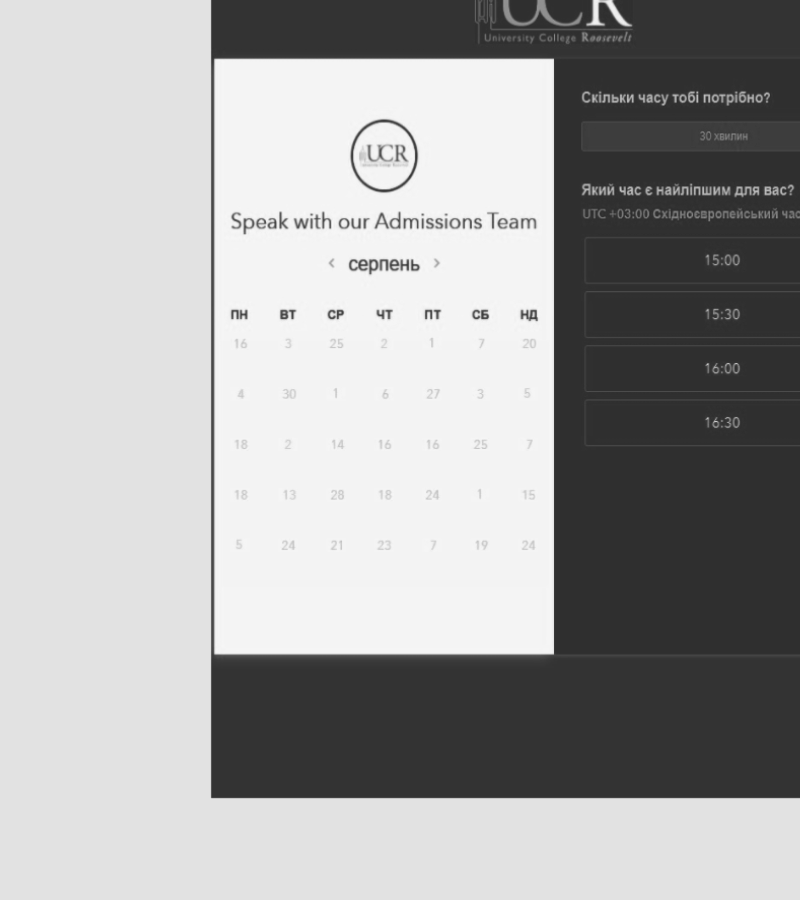 UCR
University College Roosevelt
UCR
Speak with our Admissions Team
< серпень >
ПН ВТ СР ЧТ ПТ СБ НД
16 3 25 2 1 7 20
4 30 1 6 27 3 5
18 2 14 16 16 25 7
18 13 28 18 24 1 15
5 24 21 23 7 19 24
Скільки часу тобі потрібно?
30 хвилин
Який час є найліпшим для вас?
UTC +03:00 Східноєвропейський час
15:00
15:30
16:00
16:30